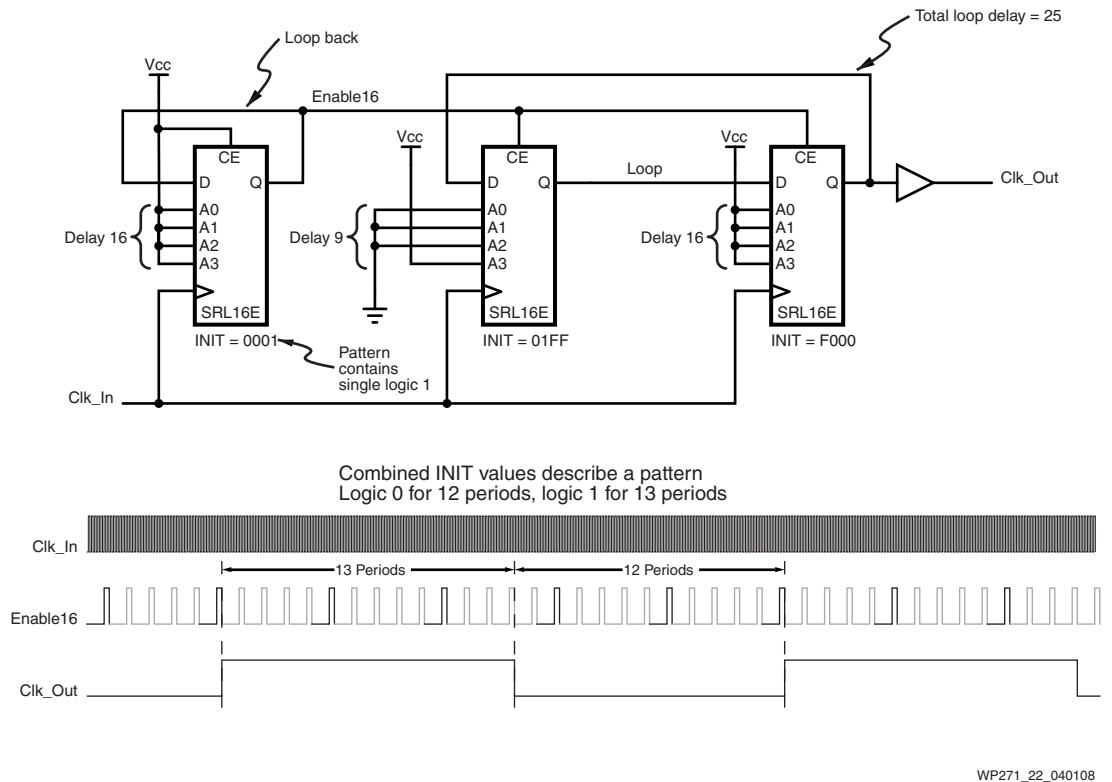 Total loop delay = 25
Loop back
Vcc
Enable16
Vcc
Vcc
CE
CE
CE
D
Q
D
Q
Loop
D
Q
Clk_Out
A0
A1
A2
A3
Delay 16
A0
A1
A2
A3
Delay 9
A0
A1
A2
A3
Delay 16
SRL16E
SRL16E
SRL16E
INIT = 0001
INIT = 01FF
INIT = F000
Pattern
contains
single logic 1
Clk_In
Combined INIT values describe a pattern
Logic 0 for 12 periods, logic 1 for 13 periods
Clk_In
13 Periods
12 Periods
Enable16
Clk_Out
WP271_22_040108